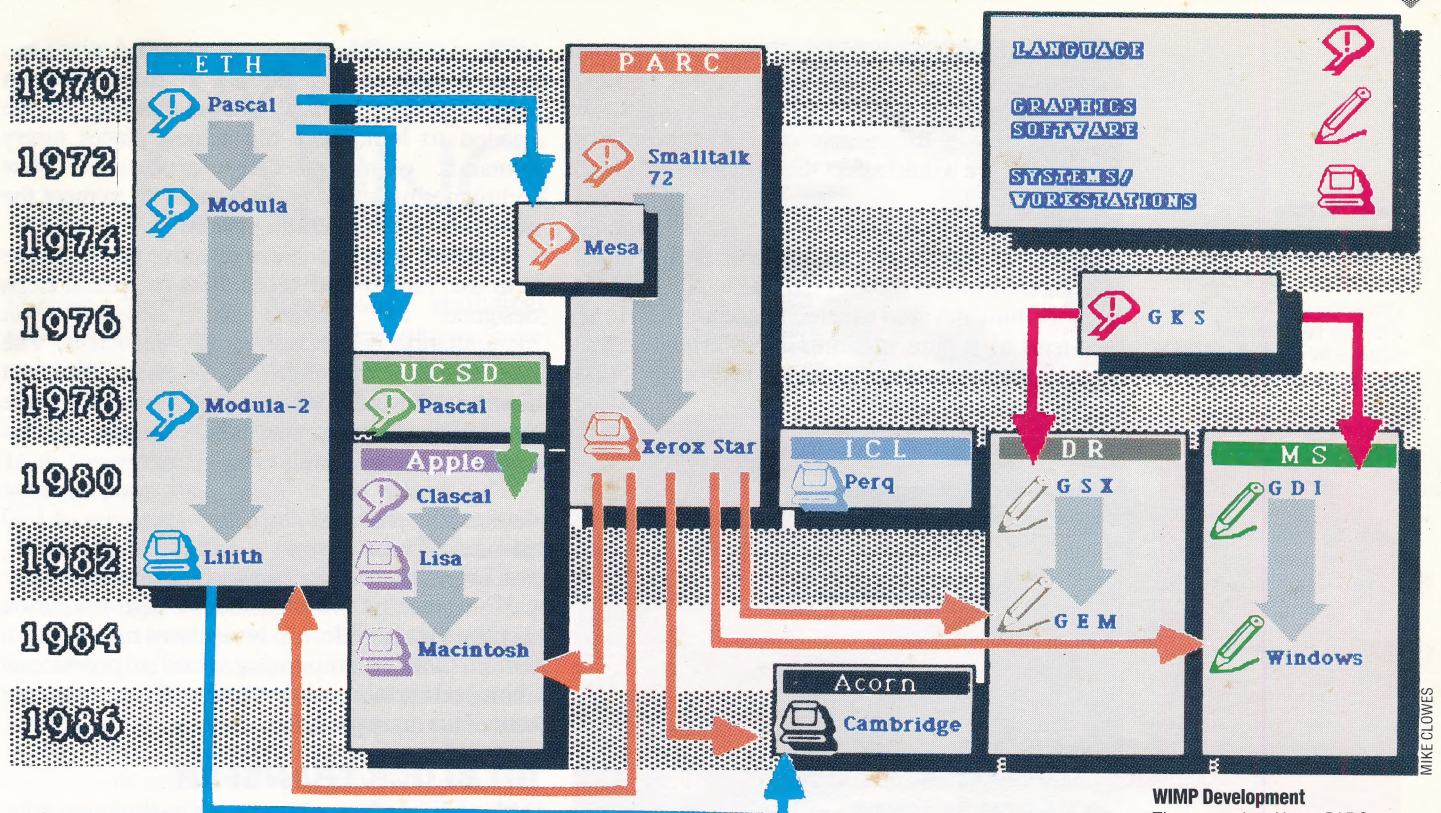 1970
1972
1974
1976
1978
1980
1982
1984
1986
ETH
Pascal
Modula
Modula-2
Lilith
UCSD
Pascal
Apple
Clascal
Lisa
Macintosh
PARC
Smalltalk
72
Mesa
Xerox Star
ICL
Perq
Acorn
Cambridge
LANGUAGE
GRAPHICS
SOFTWARE
SYSTEMS/
WORKSTATIONS
GKS
DR
GSX
GEM
MS
GDI
Windows
MIKE CLOWES
WIMP Development